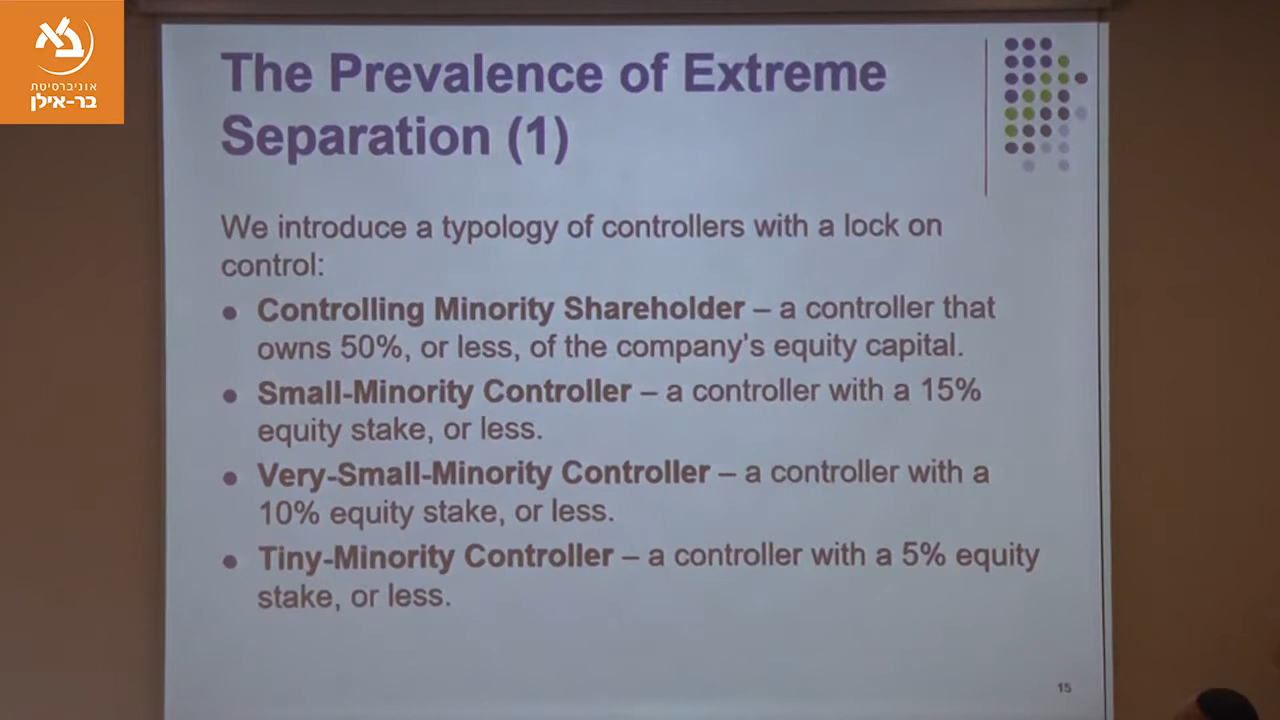 בא
אוניברסיטת
בר-אילן
The Prevalence of Extreme
Separation (1)
We introduce a typology of controllers with a lock on
control:
● Controlling Minority Shareholder – a controller that
owns 50%, or less, of the company's equity capital.
● Small-Minority Controller – a controller with a 15%
equity stake, or less.
● Very-Small-Minority Controller – a controller with a
10% equity stake, or less.
● Tiny-Minority Controller – a controller with a 5% equity
stake, or less.
15